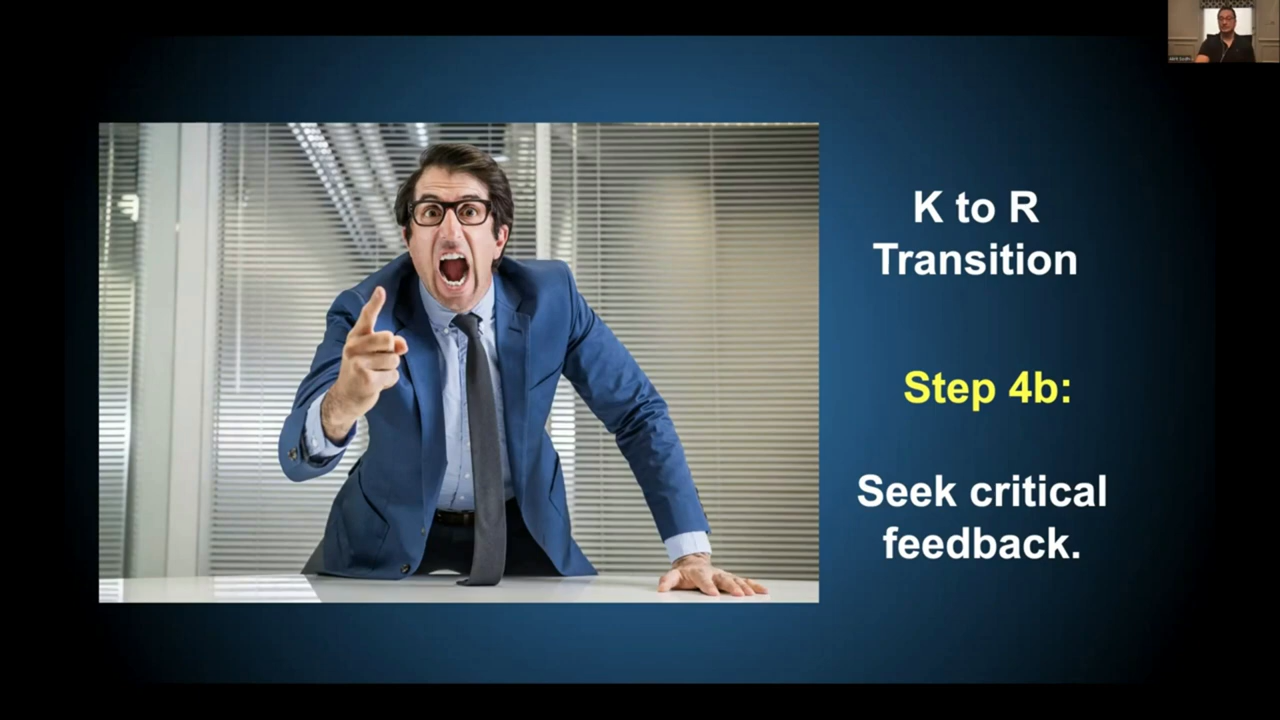 K to R
Transition
Step 4b:
Seek critical
feedback.